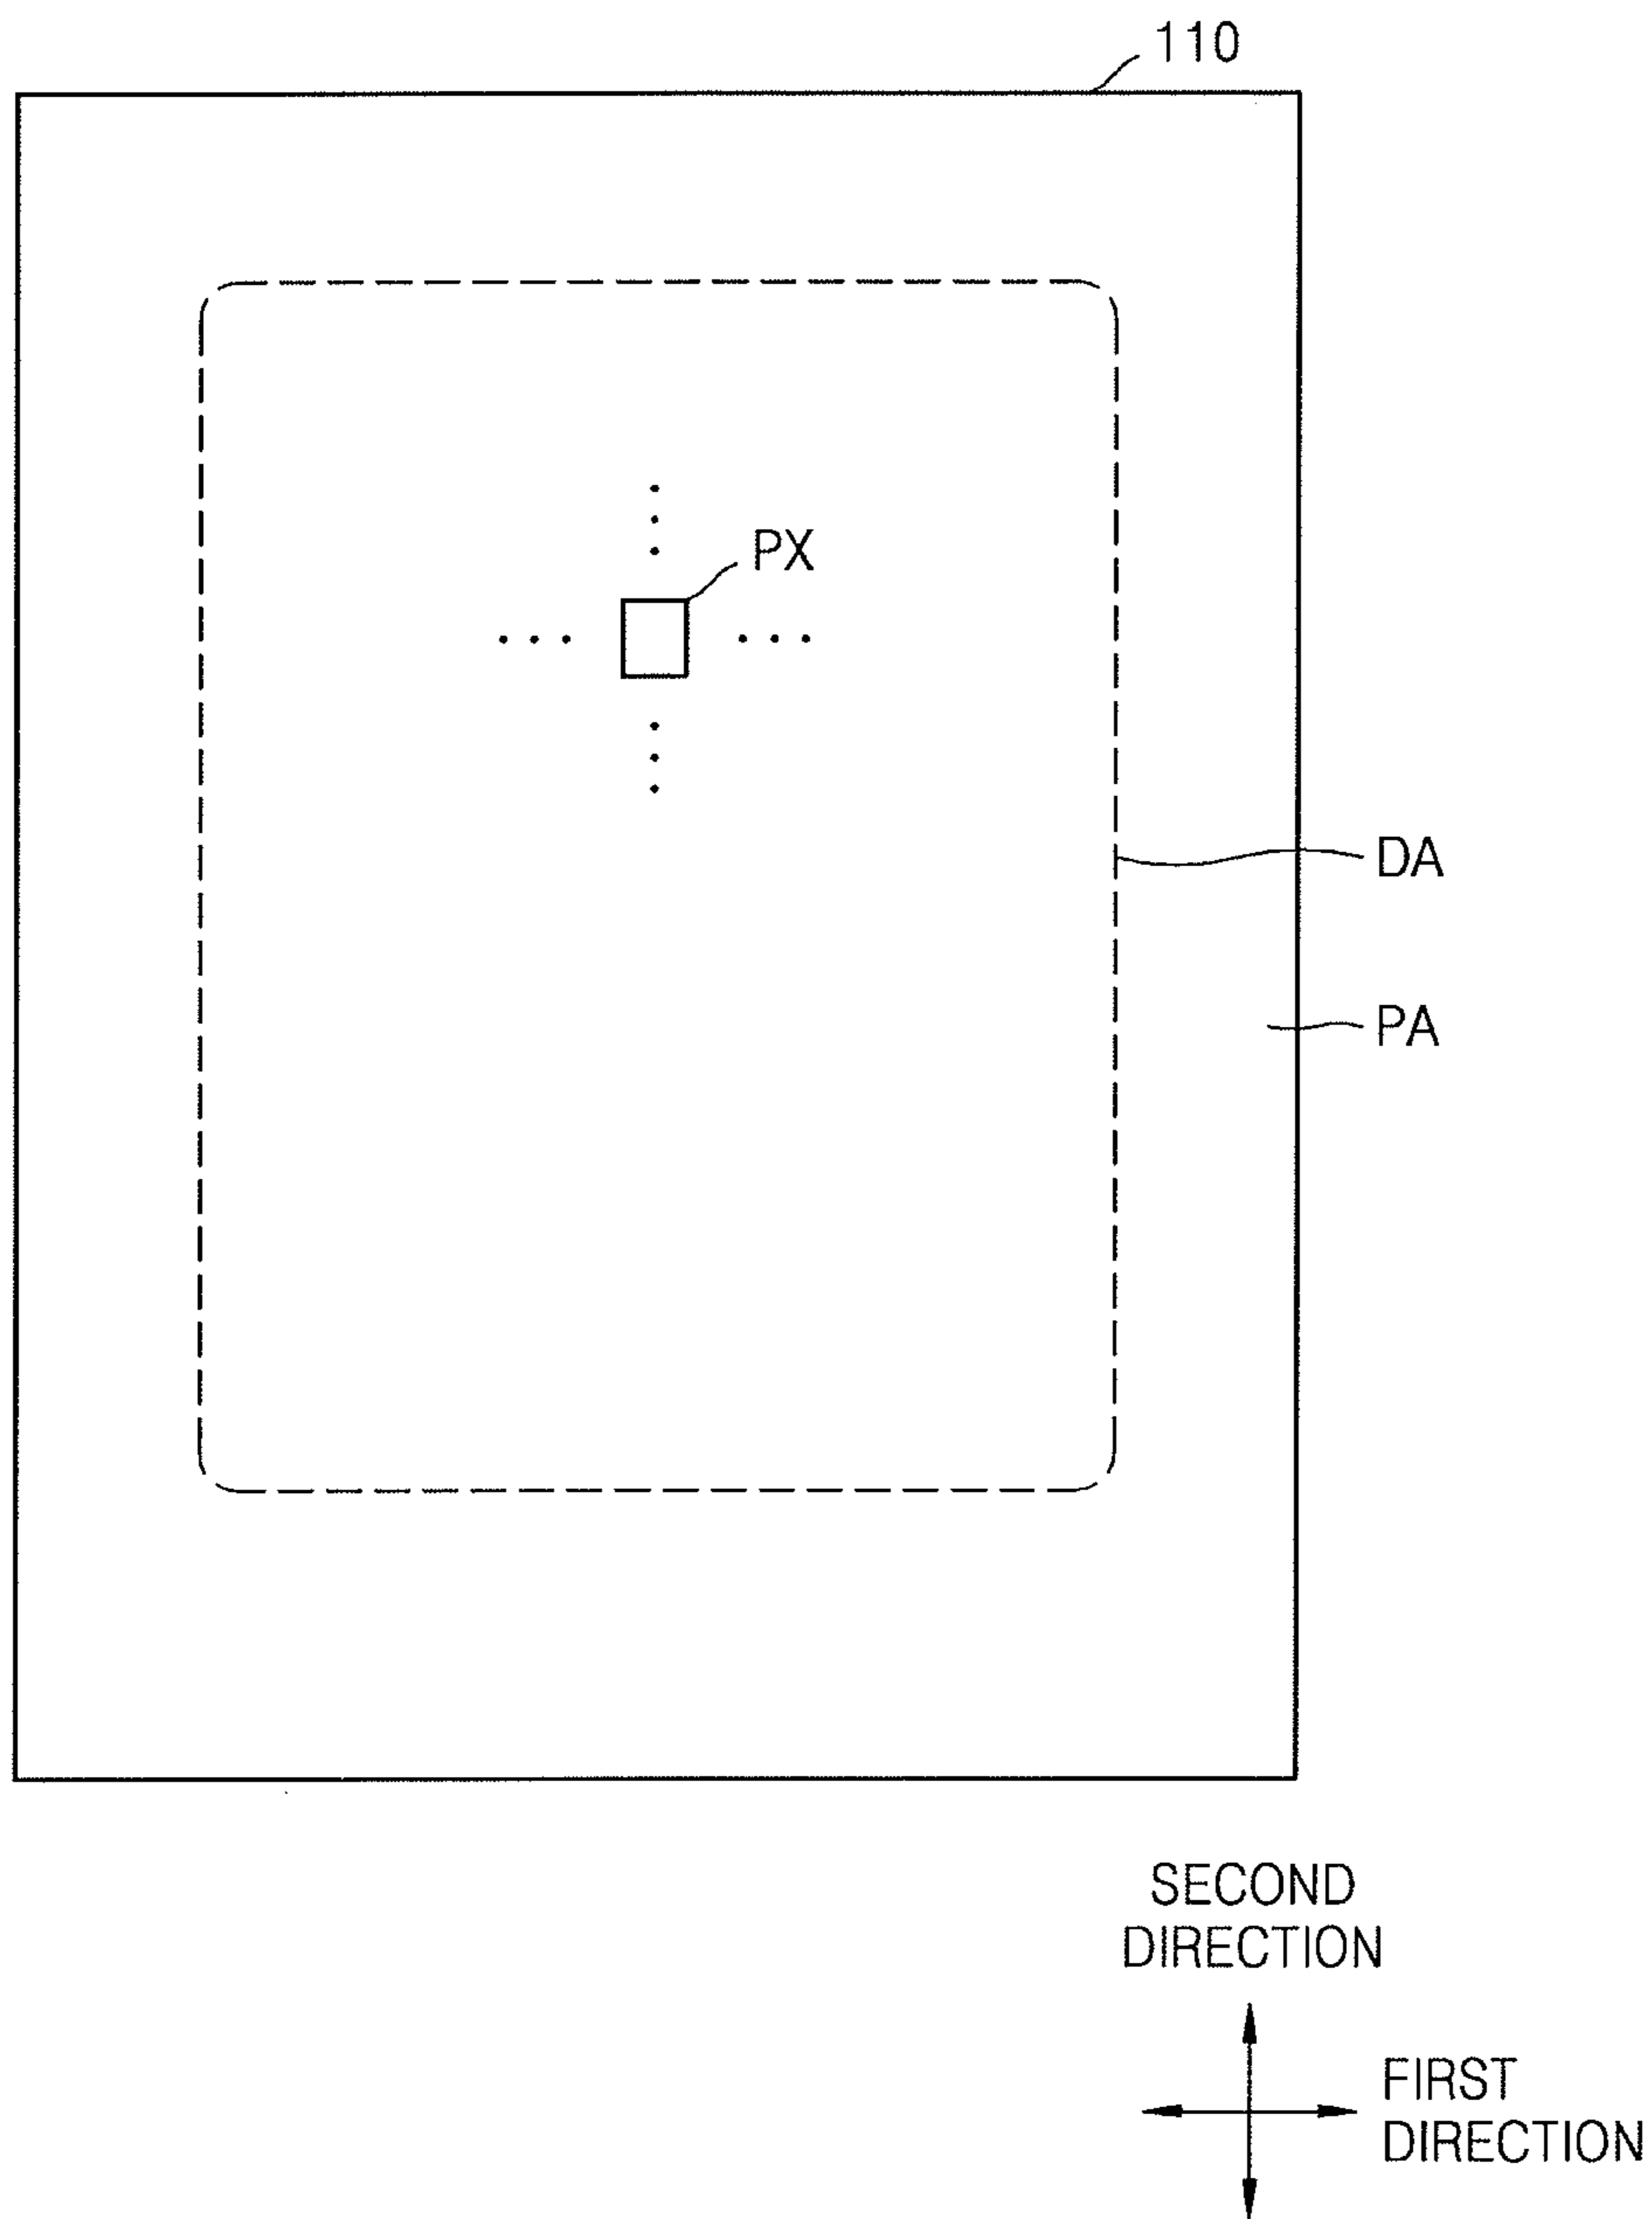 110
PX
DA
PA
SECOND
DIRECTION
FIRST
DIRECTION